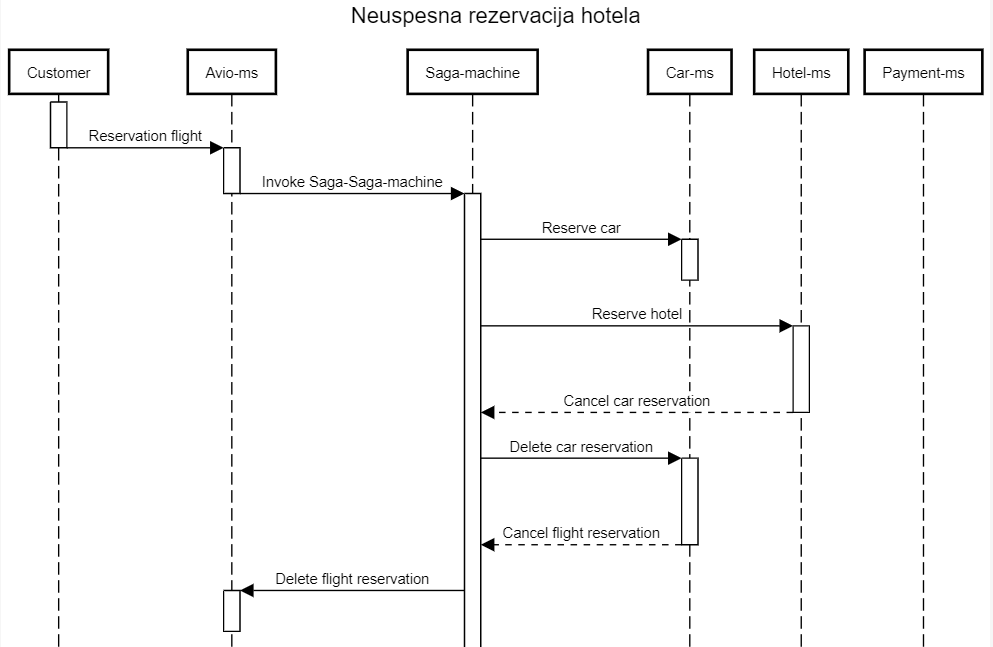 Neuspesna rezervacija hotela
Customer
Avio-ms
Saga-machine
Car-ms
Hotel-ms
Payment-ms
Reservation flight
Invoke Saga-Saga-machine
Reserve car
Reserve hotel
Cancel car reservation
Delete car reservation
Cancel flight reservation
Delete flight reservation